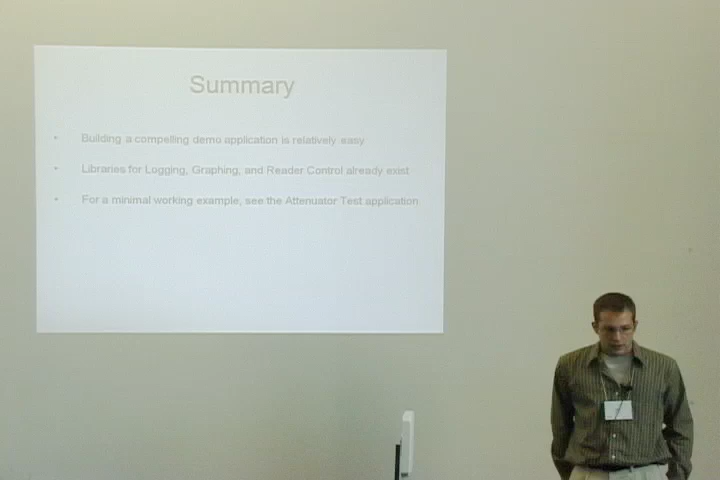 Summary
• Building a compelling demo application is relatively easy
• Libraries for Logging, Graphing, and Reader Control already exist
• For a minimal working example, see the Attenuator Test application